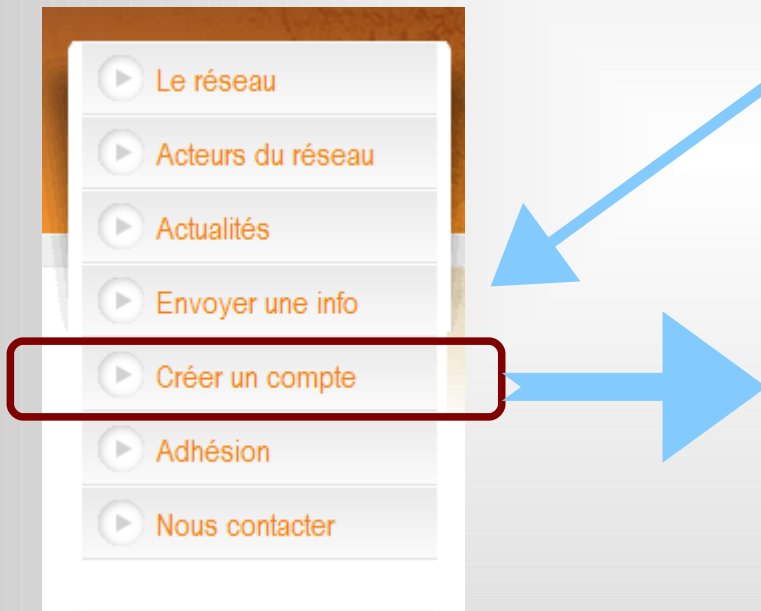 Le réseau
Acteurs du réseau
Actualités
Envoyer une info
Créer un compte
Adhésion
Nous contacter